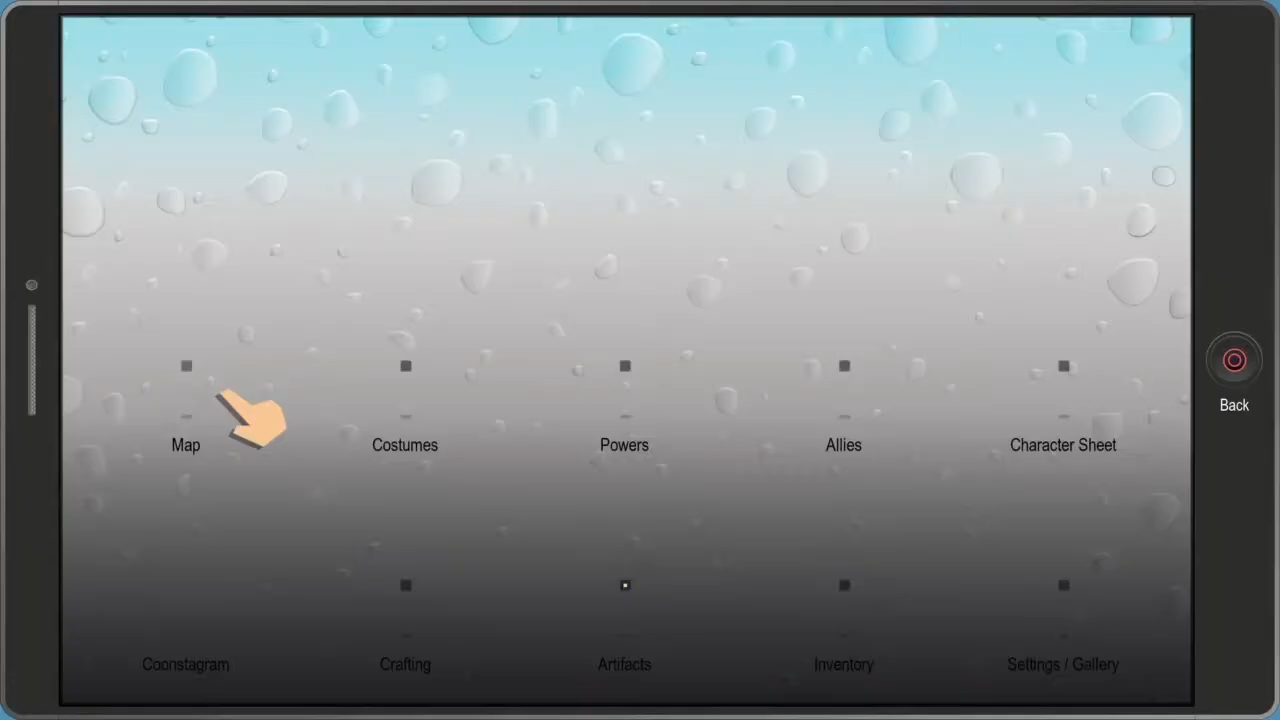 Map
Costumes
Powers
Allies
Character Sheet
Back
Coonstagram
Crafting
Artifacts
Inventory
Settings / Gallery